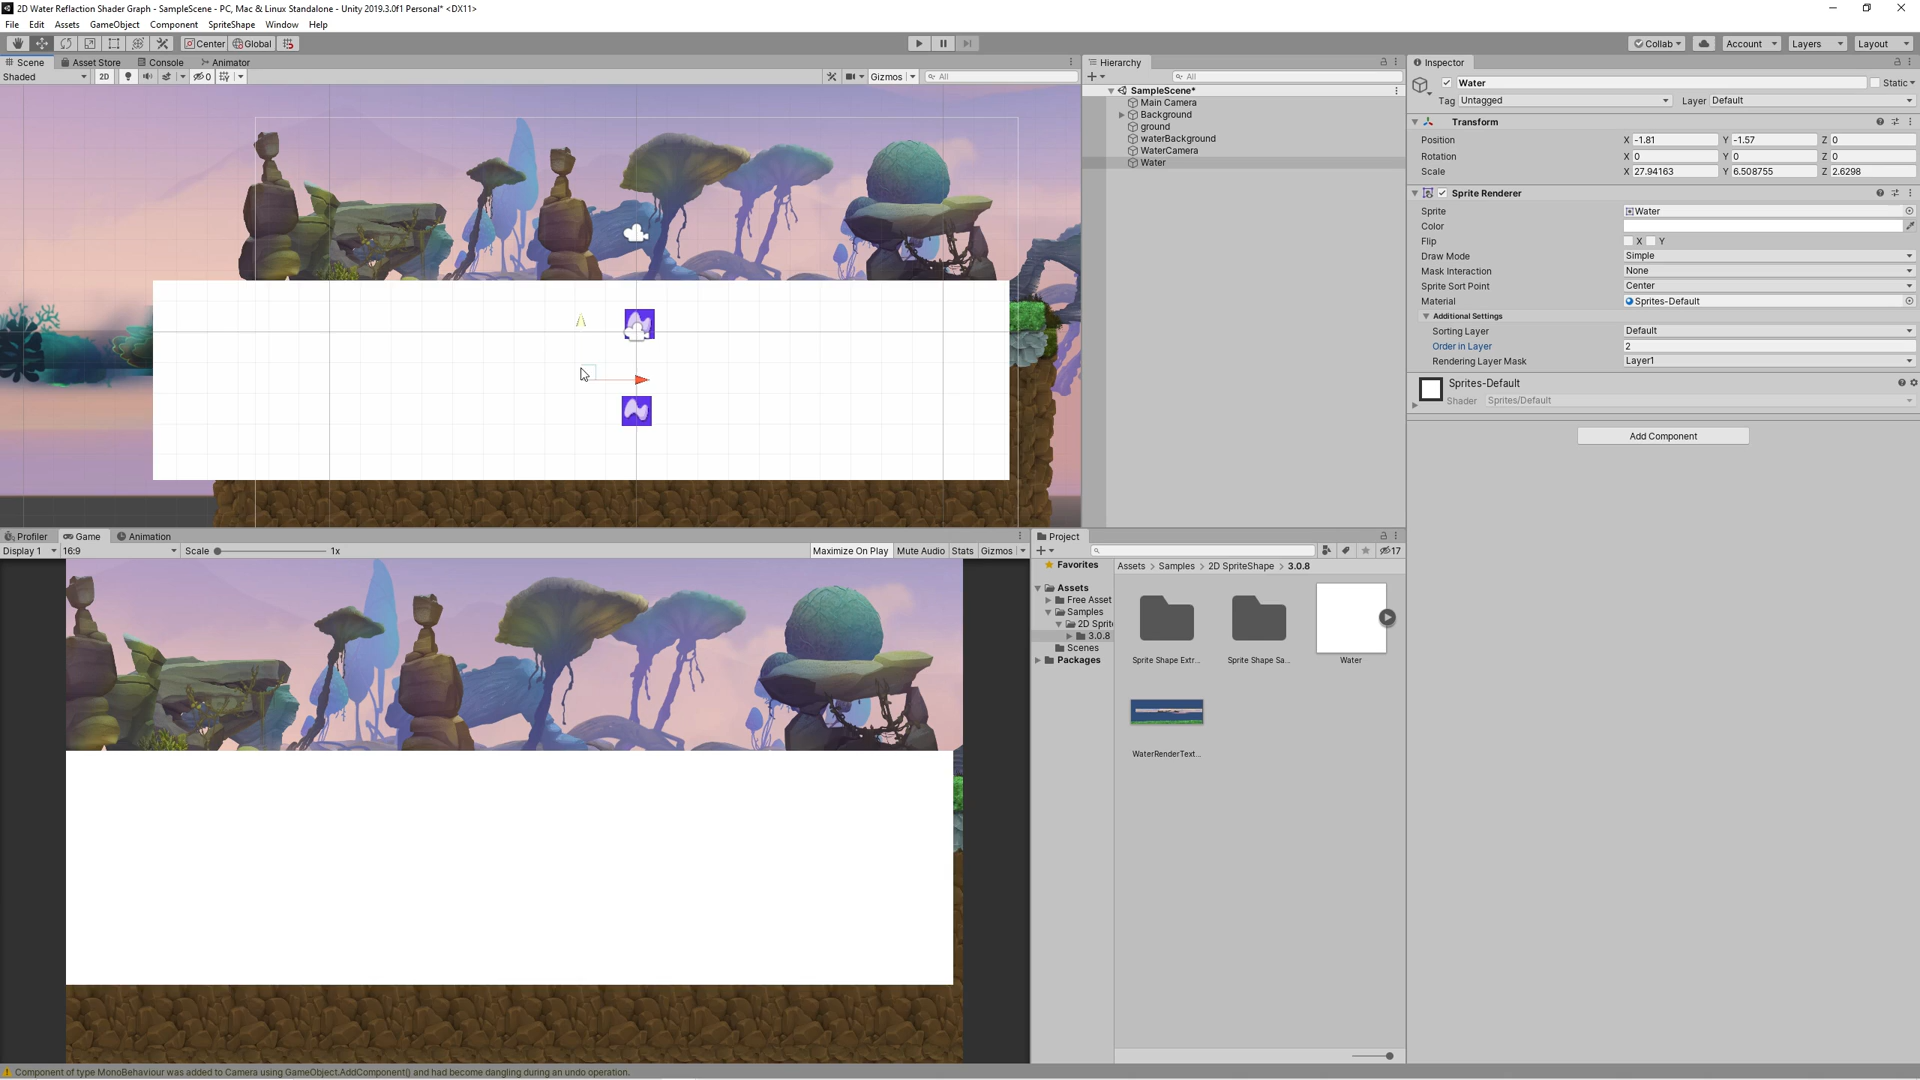 2D Water Reflection Shader Graph - SampleScene - PC, Mac & Linux Standalone - Unity 2019.3.0f1 Personal* <DX11>
File Edit Assets GameObject Component SpriteShape Window Help
Center Global Collab Account Layers Layout
Scene Asset Store Console Animator
Shaded 2D 0 Gizmos All
Hierarchy
All
SampleScene*
Main Camera
Background
ground
waterBackground
WaterCamera
Water
Inspector
Water Static
Tag Untagged Layer Default
Transform
Position X -1.81 Y -1.57 Z 0
Rotation X 0 Y 0 Z 0
Scale X 27.94163 Y 6.508755 Z 2.6298
Sprite Renderer
Sprite Water
Color
Flip X Y
Draw Mode Simple
Mask Interaction None
Sprite Sort Point Center
Material Sprites-Default
Additional Settings
Sorting Layer Default
Order in Layer 2
Rendering Layer Mask Layer1
Sprites-Default
Shader Sprites/Default
Add Component
Profiler Game Animation
Display 1 16:9 Scale 1x Maximize On Play Mute Audio Stats Gizmos
Project
17
Favorites
Assets
Free Asset
Samples
2D Sprit
3.0.8
Scenes
Packages
Assets > Samples > 2D SpriteShape > 3.0.8
Sprite Shape Extr... Sprite Shape Sa... Water
WaterRenderText...
Component of type MonoBehaviour was added to Camera using GameObject.AddComponent() and had become dangling during an undo operation.